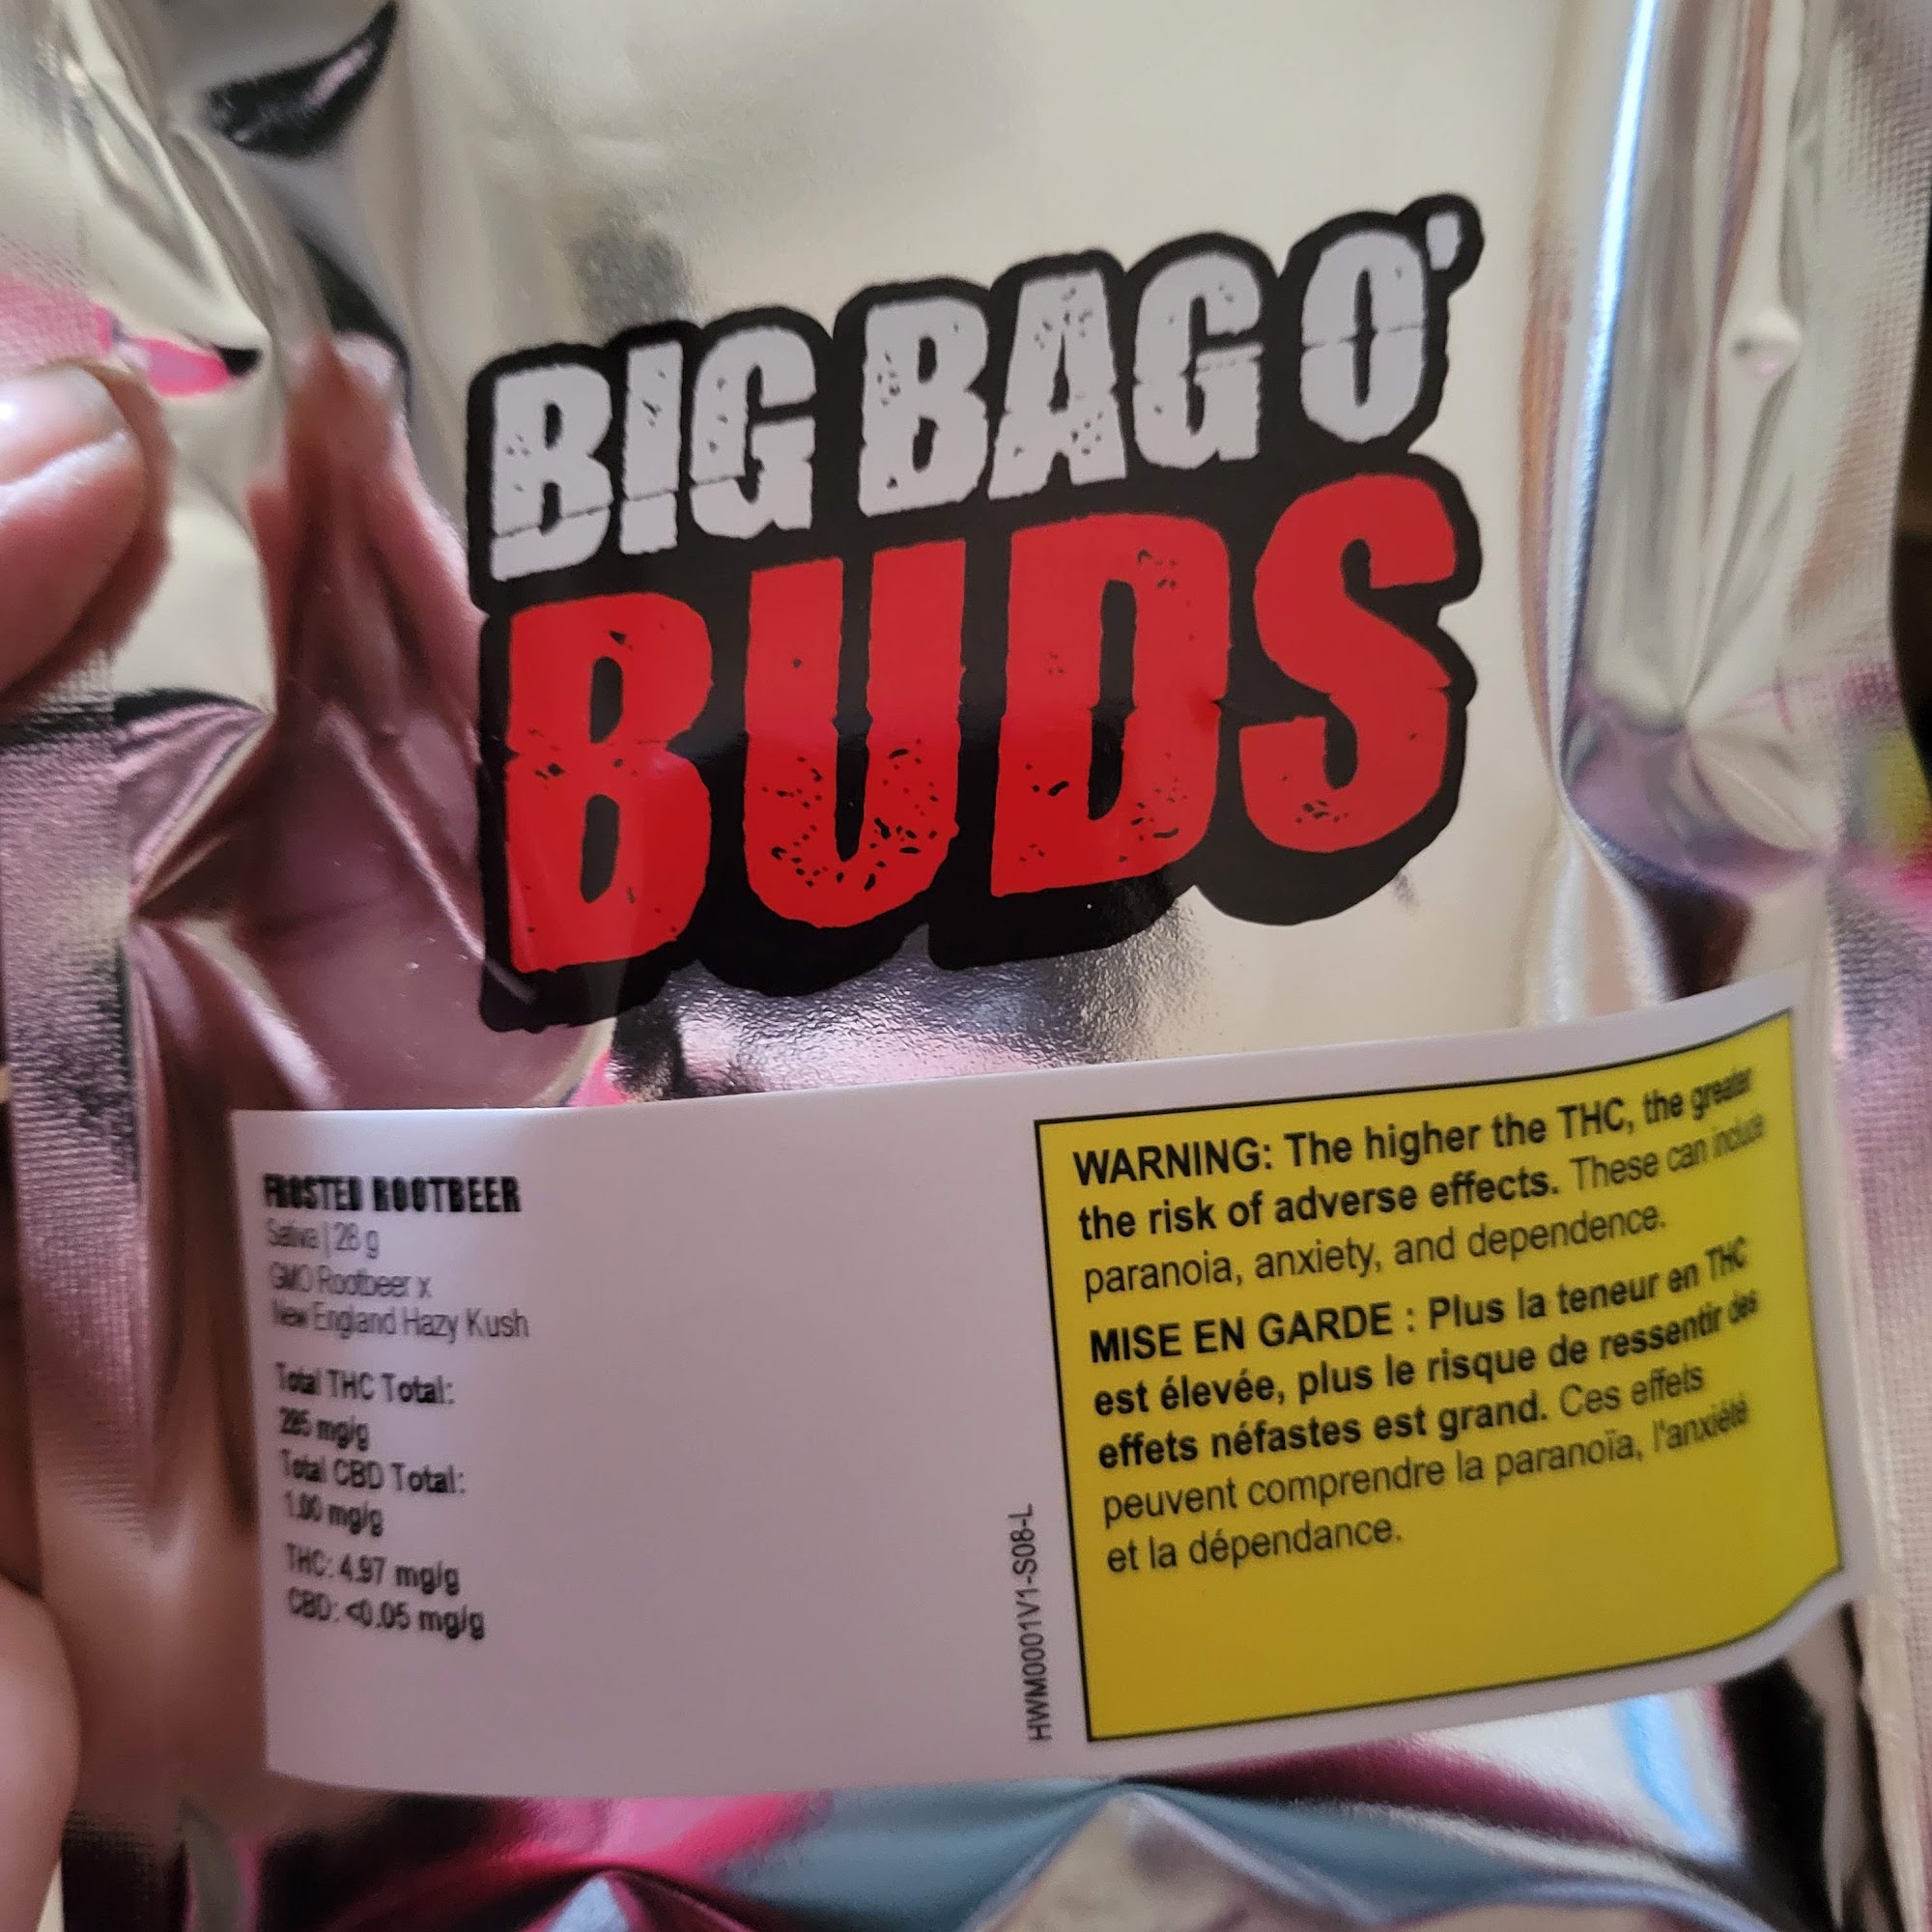 BIG BAG O'
BUDS
FROSTED ROOTBEER
Sativa | 28 g
GMO Rootbeer x
New England Hazy Kush
Total THC Total:
285 mg/g
Total CBD Total:
1.00 mg/g
THC: 4.97 mg/g
CBD: <0.05 mg/g
HWM0001V1-S08-L
WARNING: The higher the THC, the greater
the risk of adverse effects. These can include
paranoia, anxiety, and dependence.
MISE EN GARDE : Plus la teneur en THC
est élevée, plus le risque de ressentir des
effets néfastes est grand. Ces effets
peuvent comprendre la paranoïa, l'anxiété
et la dépendance.